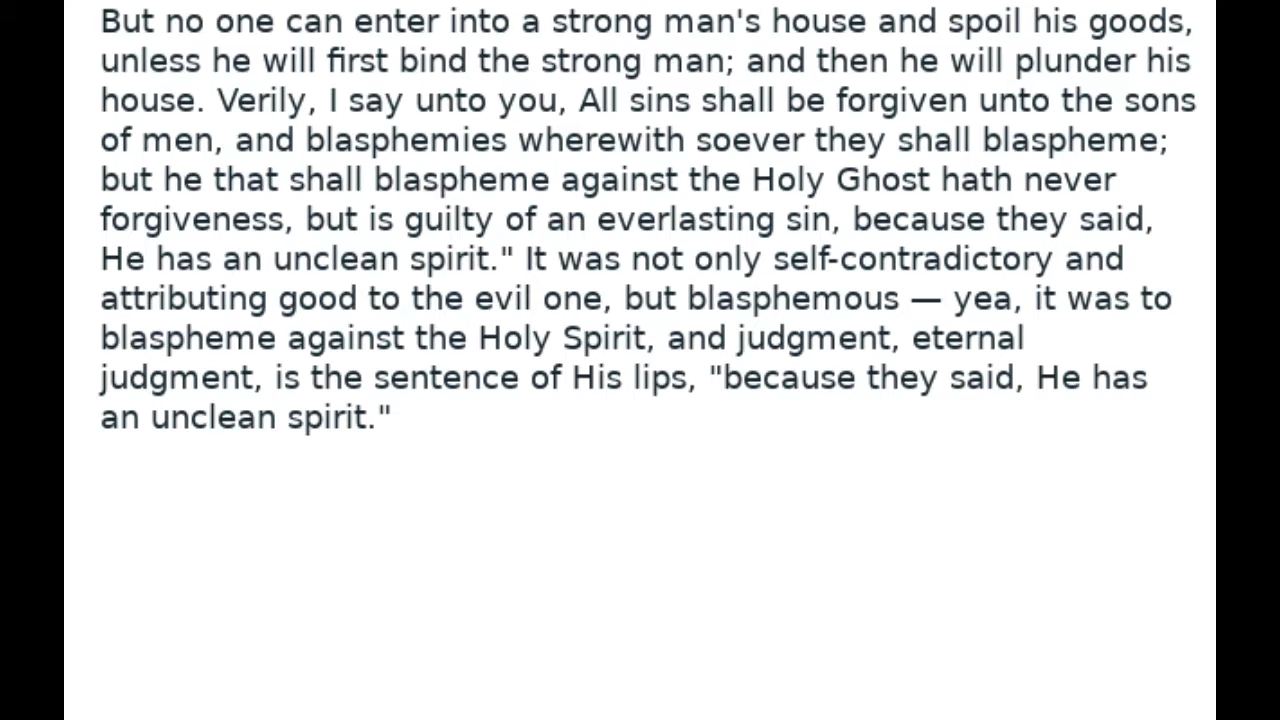 But no one can enter into a strong man's house and spoil his goods,
unless he will first bind the strong man; and then he will plunder his
house. Verily, I say unto you, All sins shall be forgiven unto the sons
of men, and blasphemies wherewith soever they shall blaspheme;
but he that shall blaspheme against the Holy Ghost hath never
forgiveness, but is guilty of an everlasting sin, because they said,
He has an unclean spirit." It was not only self-contradictory and
attributing good to the evil one, but blasphemous — yea, it was to
blaspheme against the Holy Spirit, and judgment, eternal
judgment, is the sentence of His lips, "because they said, He has
an unclean spirit."